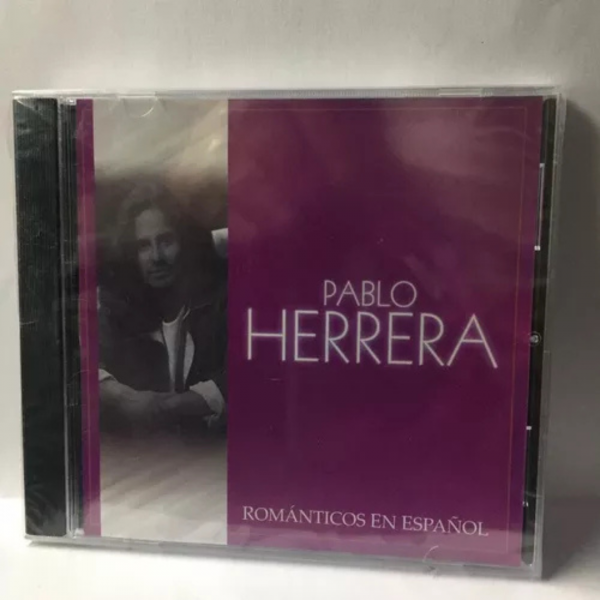 PABLO
HERRERA
ROMÁNTICOS EN ESPAÑOL